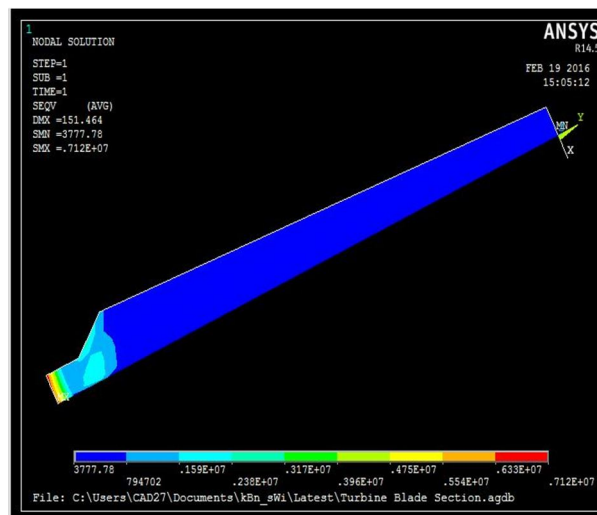 1
ANSYS
R14.5
NODAL SOLUTION
FEB 19 2016
15:05:12
STEP=1
SUB =1
TIME=1
SEQV (AVG)
DMX =151.464
SMN =3777.78
SMX =.712E+07
MN
Y
X
3777.78 .159E+07 .317E+07 .475E+07 .633E+07
794702 .238E+07 .396E+07 .554E+07 .712E+07
File: C:\Users\CAD27\Documents\kBn_sWi\Latest\Turbine Blade Section.agdb